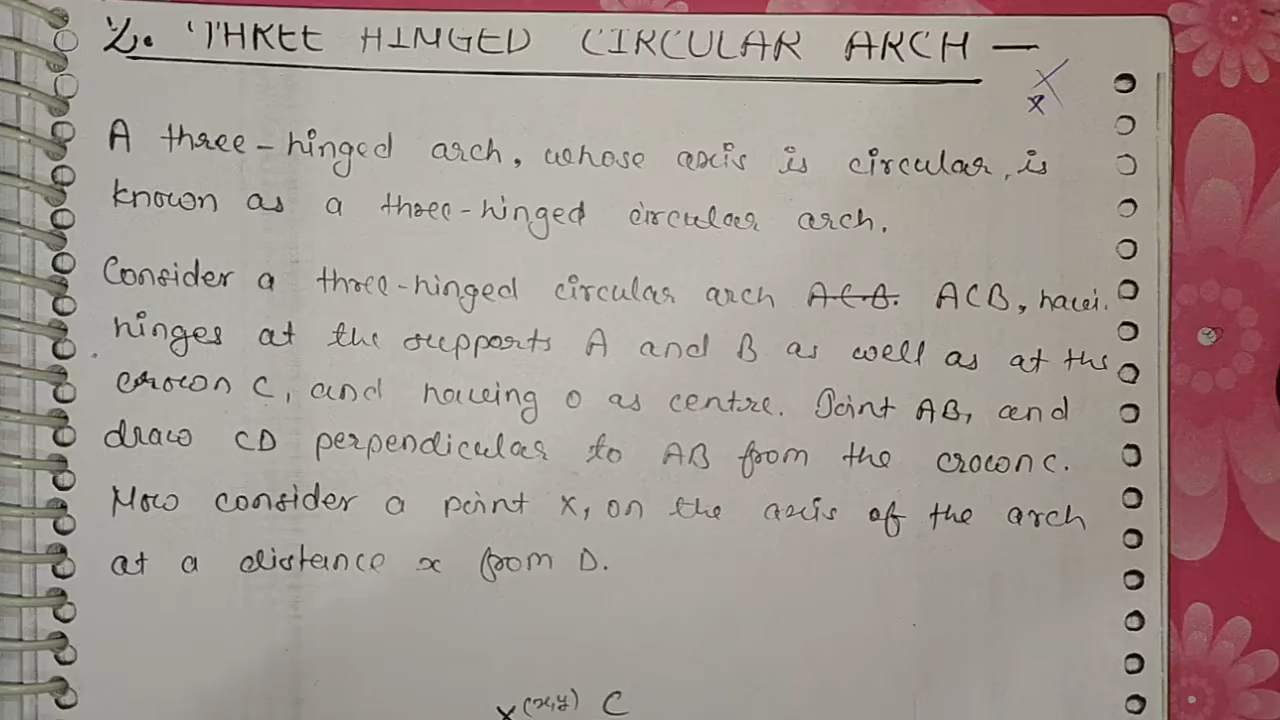 2. THREE HINGED CIRCULAR ARCH —
A three-hinged arch, whose axis is circular, is
known as a three-hinged circular arch.
Consider a three-hinged circular arch ACB. ACB, havi.
hinges at the supports A and B as well as at the
crown C, and having O as centre. Joint AB, and
draw CD perpendicular to AB from the crown C.
Now consider a point X, on the axis of the arch
at a distance x from D.
X (x,y) C